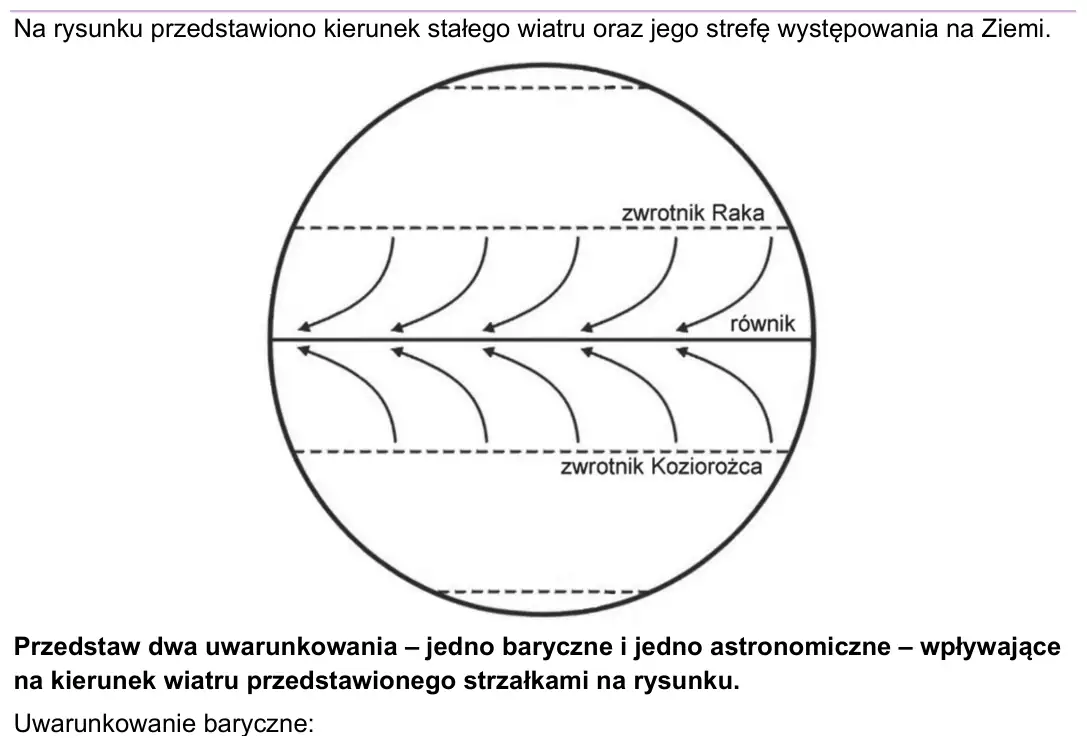 Na rysunku przedstawiono kierunek stałego wiatru oraz jego strefę występowania na Ziemi.
zwrotnik Raka
równik
zwrotnik Koziorożca
Przedstaw dwa uwarunkowania – jedno baryczne i jedno astronomiczne – wpływające
na kierunek wiatru przedstawionego strzałkami na rysunku.
Uwarunkowanie baryczne: